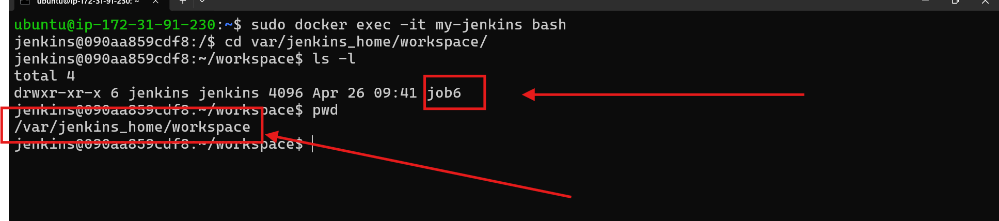 ubuntu@ip-172-31-91-230: ~
ubuntu@ip-172-31-91-230:~$ sudo docker exec -it my-jenkins bash
jenkins@090aa859cdf8:/$ cd var/jenkins_home/workspace/
jenkins@090aa859cdf8:~/workspace$ ls -l
total 4
drwxr-xr-x 6 jenkins jenkins 4096 Apr 26 09:41 job6
jenkins@090aa859cdf8:~/workspace$ pwd
/var/jenkins_home/workspace
jenkins@090aa859cdf8:~/workspace$